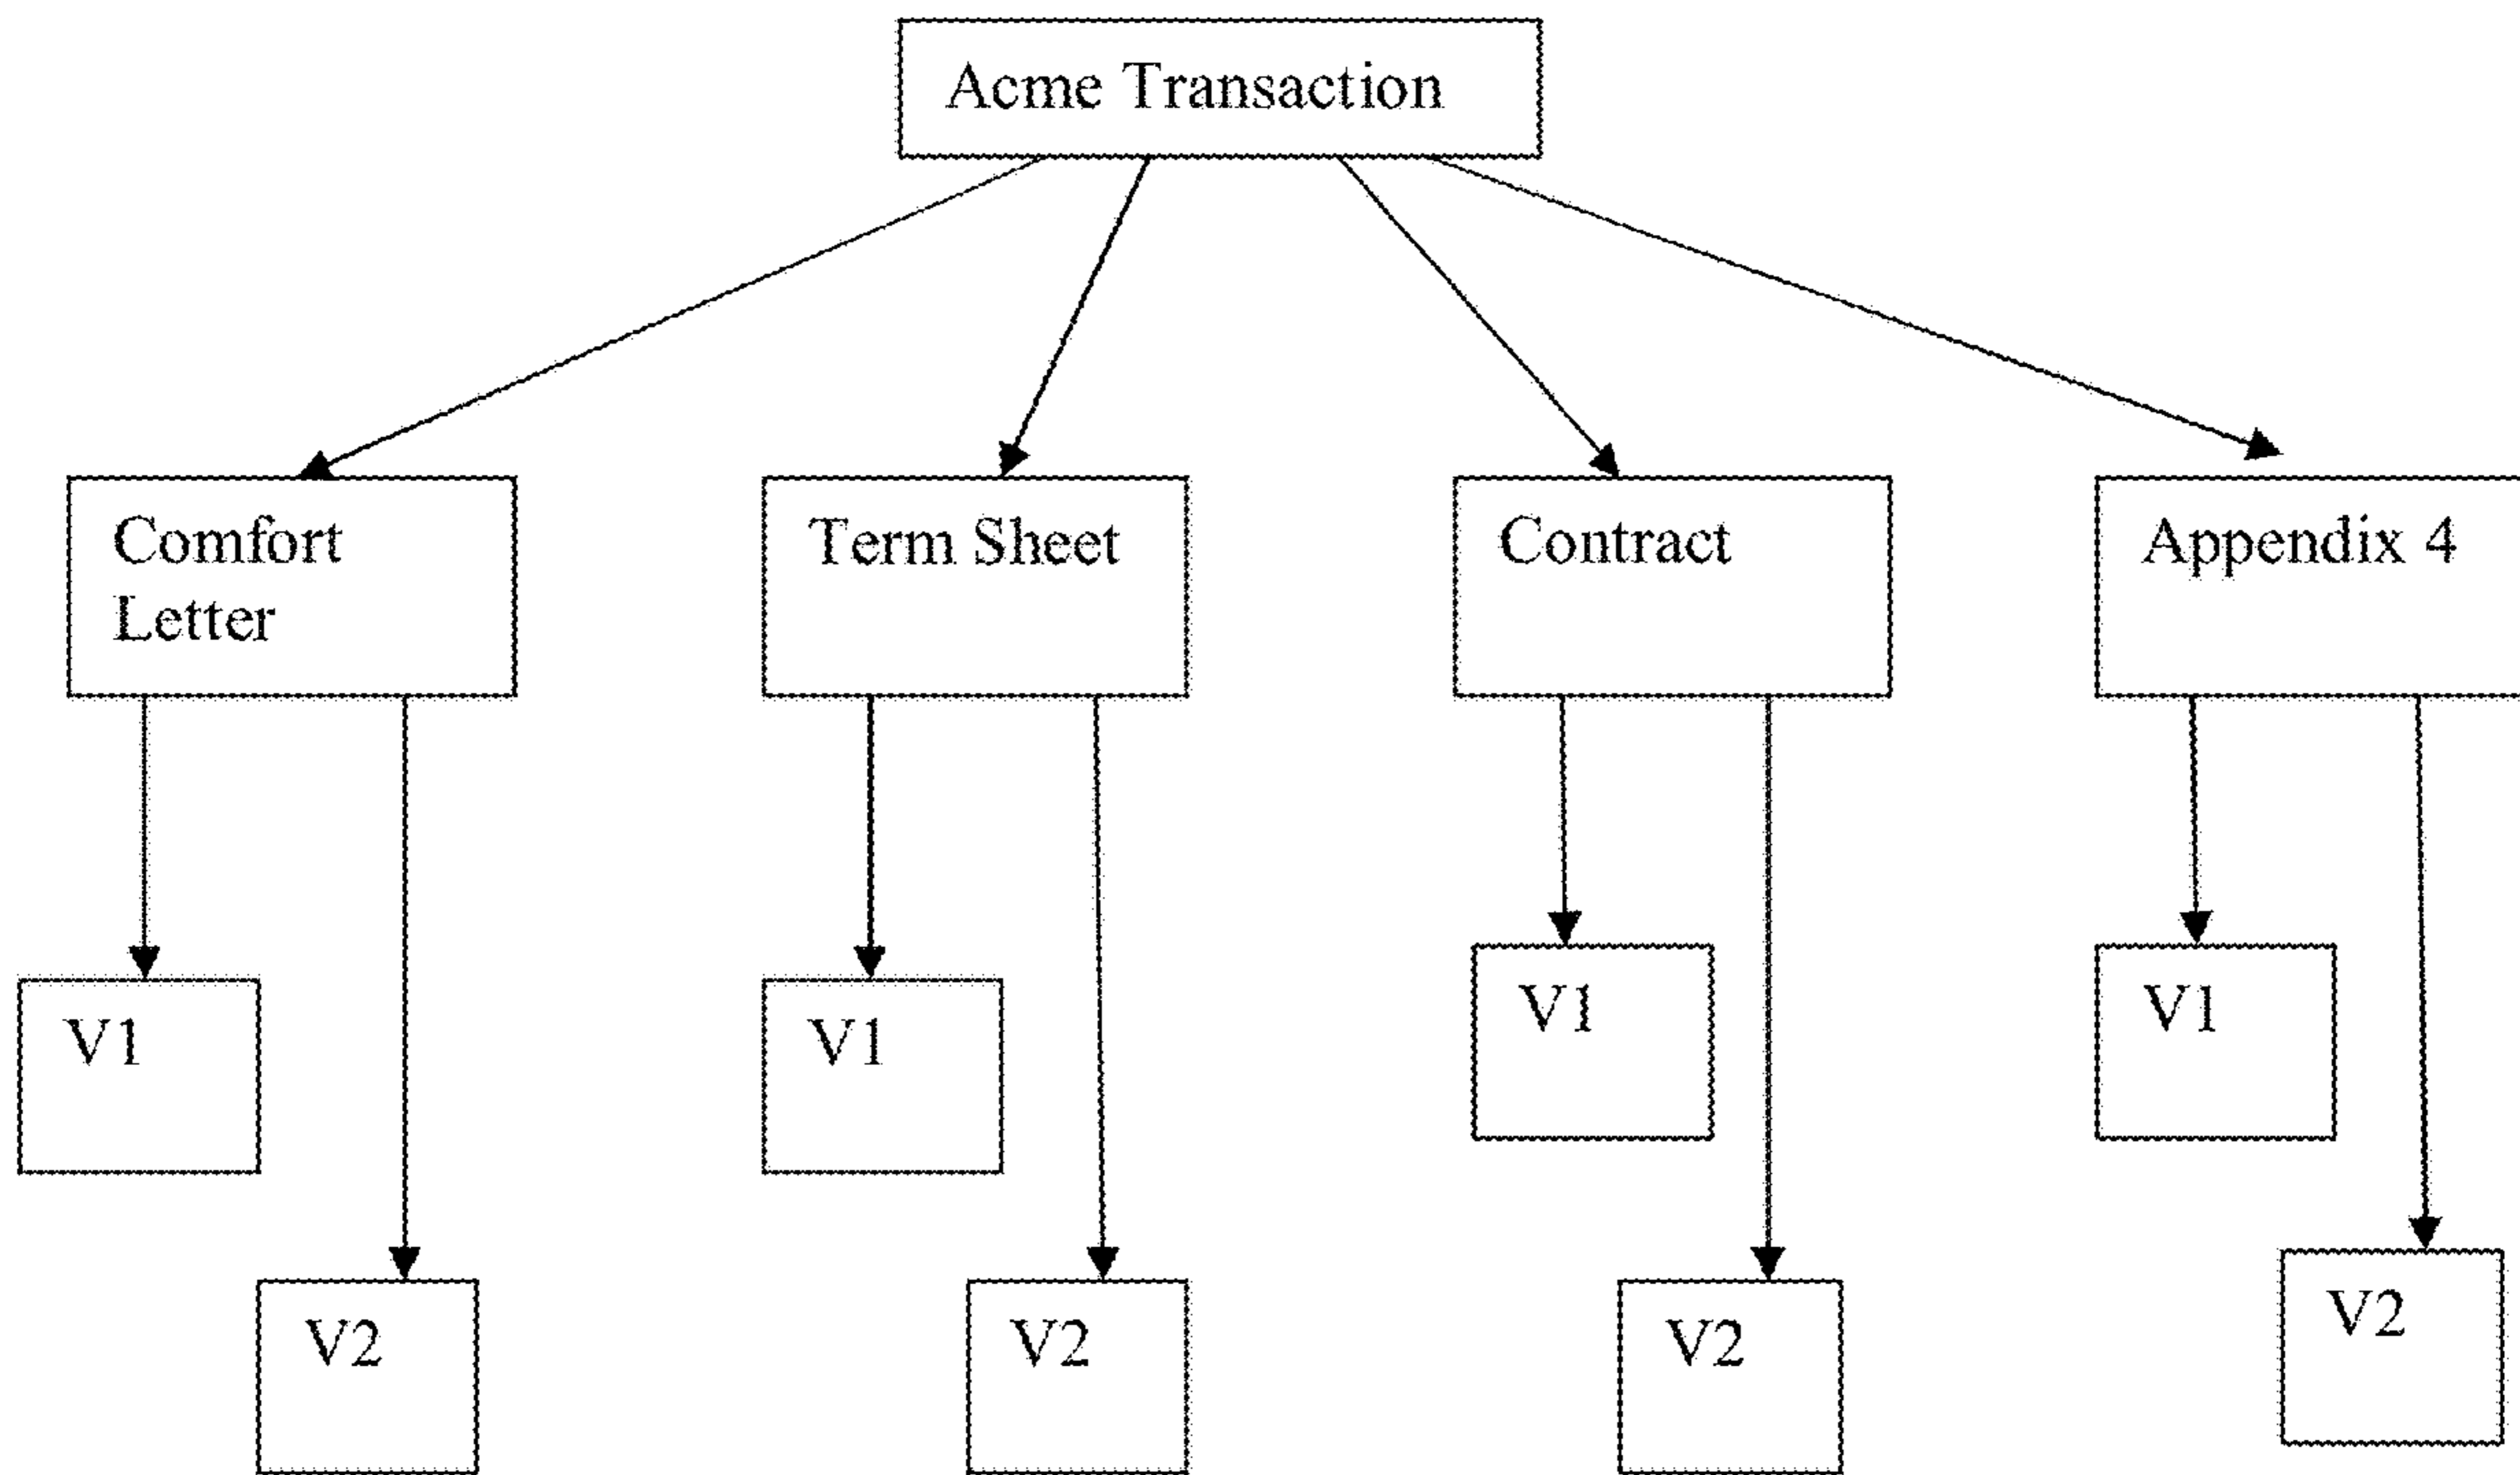 Acme Transaction
Comfort
Letter
Term Sheet
Contract
Appendix 4
V1
V1
V1
V1
V2
V2
V2
V2